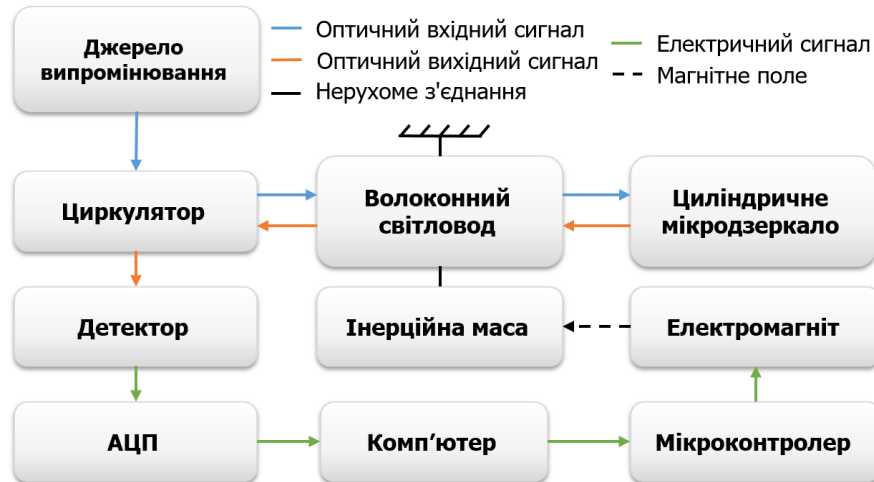 Джерело
випромінювання
Оптичний вхідний сигнал
Оптичний вихідний сигнал
Нерухоме з'єднання
Електричний сигнал
Магнітне поле
Циркулятор
Волоконний
світловод
Циліндричне
мікродзеркало
Детектор
Інерційна маса
Електромагніт
АЦП
Комп’ютер
Мікроконтролер